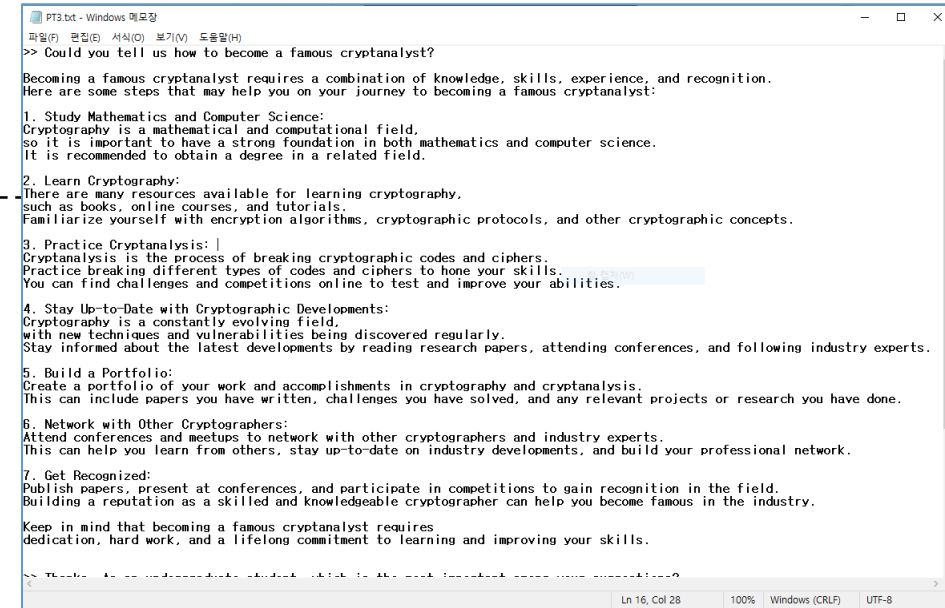 PT3.txt - Windows 메모장
파일(F) 편집(E) 서식(O) 보기(V) 도움말(H)
>> Could you tell us how to become a famous cryptanalyst?
Becoming a famous cryptanalyst requires a combination of knowledge, skills, experience, and recognition.
Here are some steps that may help you on your journey to becoming a famous cryptanalyst:
1. Study Mathematics and Computer Science:
Cryptography is a mathematical and computational field,
so it is important to have a strong foundation in both mathematics and computer science.
It is recommended to obtain a degree in a related field.
2. Learn Cryptography:
There are many resources available for learning cryptography,
such as books, online courses, and tutorials.
Familiarize yourself with encryption algorithms, cryptographic protocols, and other cryptographic concepts.
3. Practice Cryptanalysis:
Cryptanalysis is the process of breaking cryptographic codes and ciphers.
Practice breaking different types of codes and ciphers to hone your skills.
You can find challenges and competitions online to test and improve your abilities.
4. Stay Up-to-Date with Cryptographic Developments:
Cryptography is a constantly evolving field,
with new techniques and vulnerabilities being discovered regularly.
Stay informed about the latest developments by reading research papers, attending conferences, and following industry experts.
5. Build a Portfolio:
Create a portfolio of your work and accomplishments in cryptography and cryptanalysis.
This can include papers you have written, challenges you have solved, and any relevant projects or research you have done.
6. Network with Other Cryptographers:
Attend conferences and meetups to network with other cryptographers and industry experts.
This can help you learn from others, stay up-to-date on industry developments, and build your professional network.
7. Get Recognized:
Publish papers, present at conferences, and participate in competitions to gain recognition in the field.
Building a reputation as a skilled and knowledgeable cryptographer can help you become famous in the industry.
Keep in mind that becoming a famous cryptanalyst requires
dedication, hard work, and a lifelong commitment to learning and improving your skills.
>> Thanks. As an undergraduate student, which is the most important among your suggestions?
Ln 16, Col 28 100% Windows (CRLF) UTF-8